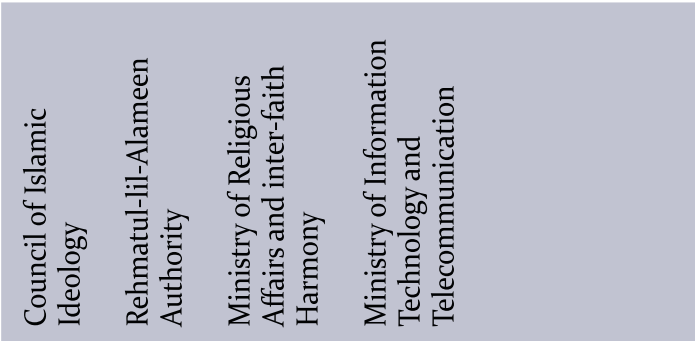 Council of Islamic
Ideology
Rehmatul-lil-Alameen
Authority
Ministry of Religious
Affairs and inter-faith
Harmony
Ministry of Information
Technology and
Telecommunication